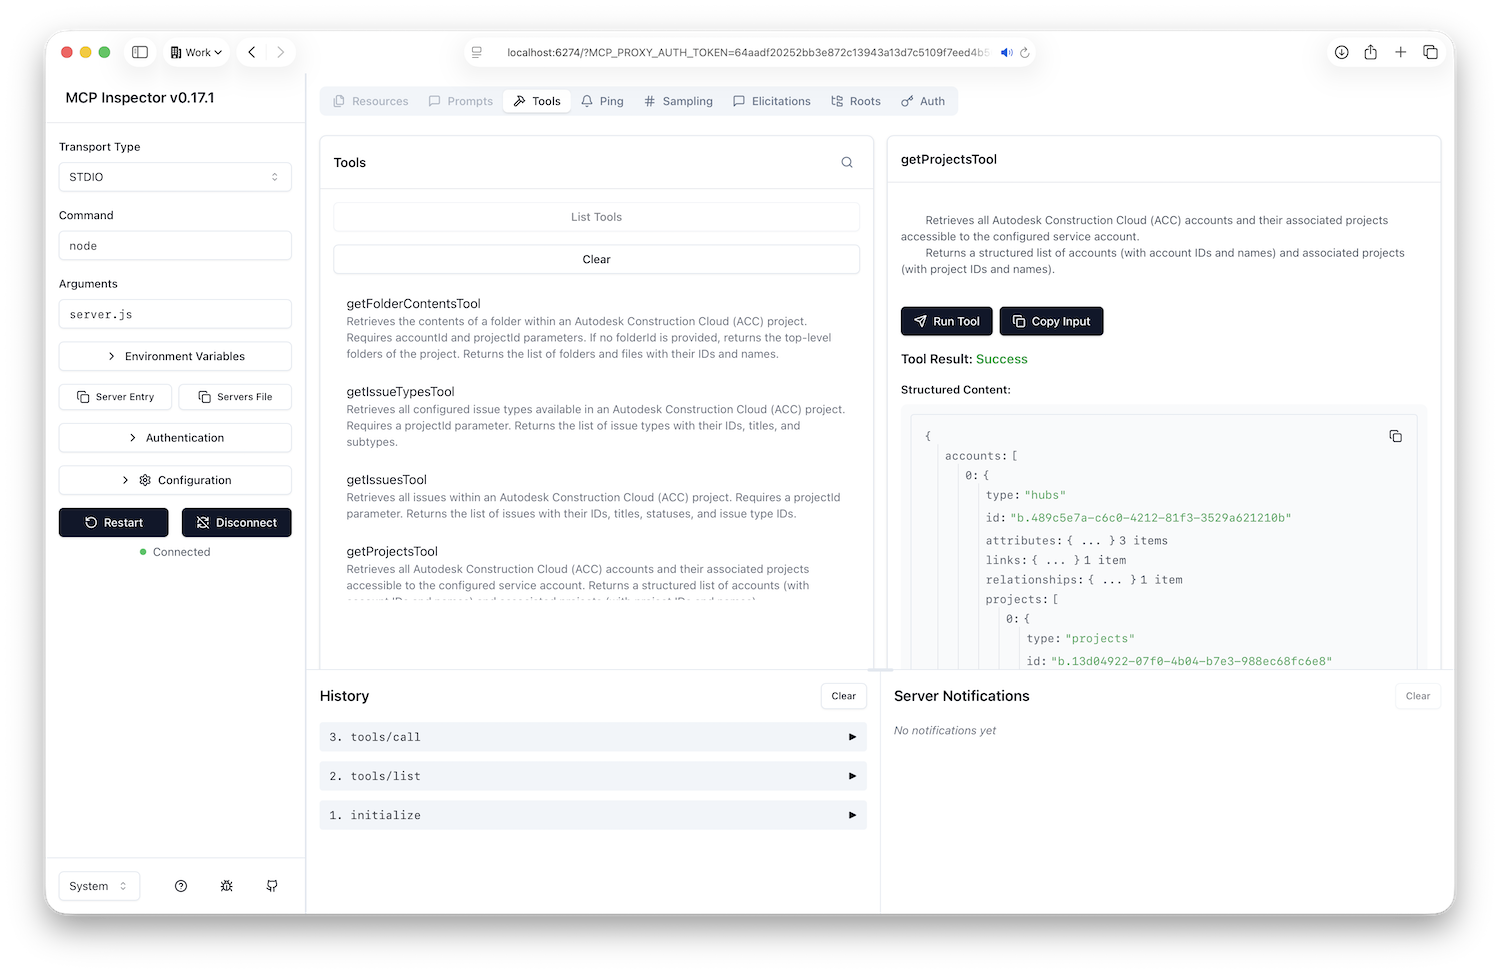 Work
localhost:6274/?MCP_PROXY_AUTH_TOKEN=64aadf20252bb3e872c13943a13d7c5109f7eed4b5
MCP Inspector v0.17.1
Transport Type
STDIO
Command
node
Arguments
server.js
Environment Variables
Server Entry
Servers File
Authentication
Configuration
Restart
Disconnect
Connected
System
Resources
Prompts
Tools
Ping
Sampling
Elicitations
Roots
Auth
Tools
List Tools
Clear
getFolderContentsTool
Retrieves the contents of a folder within an Autodesk Construction Cloud (ACC) project.
Requires accountId and projectId parameters. If no folderId is provided, returns the top-level
folders of the project. Returns the list of folders and files with their IDs and names.
getIssueTypesTool
Retrieves all configured issue types available in an Autodesk Construction Cloud (ACC) project.
Requires a projectId parameter. Returns the list of issue types with their IDs, titles, and
subtypes.
getIssuesTool
Retrieves all issues within an Autodesk Construction Cloud (ACC) project. Requires a projectId
parameter. Returns the list of issues with their IDs, titles, statuses, and issue type IDs.
getProjectsTool
Retrieves all Autodesk Construction Cloud (ACC) accounts and their associated projects
accessible to the configured service account. Returns a structured list of accounts (with
account IDs and names) and associated projects (with project IDs and names).
getProjectsTool
Retrieves all Autodesk Construction Cloud (ACC) accounts and their associated projects
accessible to the configured service account.
Returns a structured list of accounts (with account IDs and names) and associated projects
(with project IDs and names).
Run Tool
Copy Input
Tool Result: Success
Structured Content:
{
accounts: [
0: {
type: "hubs"
id: "b.489c5e7a-c6c0-4212-81f3-3529a621210b"
attributes: { ... } 3 items
links: { ... } 1 item
relationships: { ... } 1 item
projects: [
0: {
type: "projects"
id: "b.13d04922-07f0-4b04-b7e3-988ec68fc6e8"
History
Clear
3. tools/call
2. tools/list
1. initialize
Server Notifications
Clear
No notifications yet